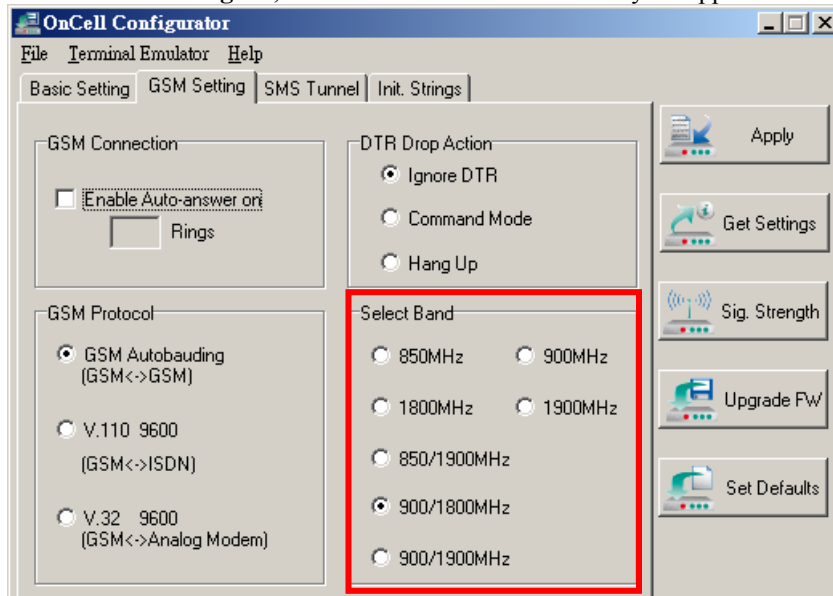 OnCell Configurator
File Terminal Emulator Help
Basic Setting GSM Setting SMS Tunnel Init. Strings
GSM Connection
Enable Auto-answer on
Rings
DTR Drop Action
Ignore DTR
Command Mode
Hang Up
GSM Protocol
GSM Autobauding
(GSM<->GSM)
V.110 9600
(GSM<->ISDN)
V.32 9600
(GSM<->Analog Modem)
Select Band
850MHz 900MHz
1800MHz 1900MHz
850/1900MHz
900/1800MHz
900/1900MHz
Apply
Get Settings
Sig. Strength
Upgrade FW
Set Defaults